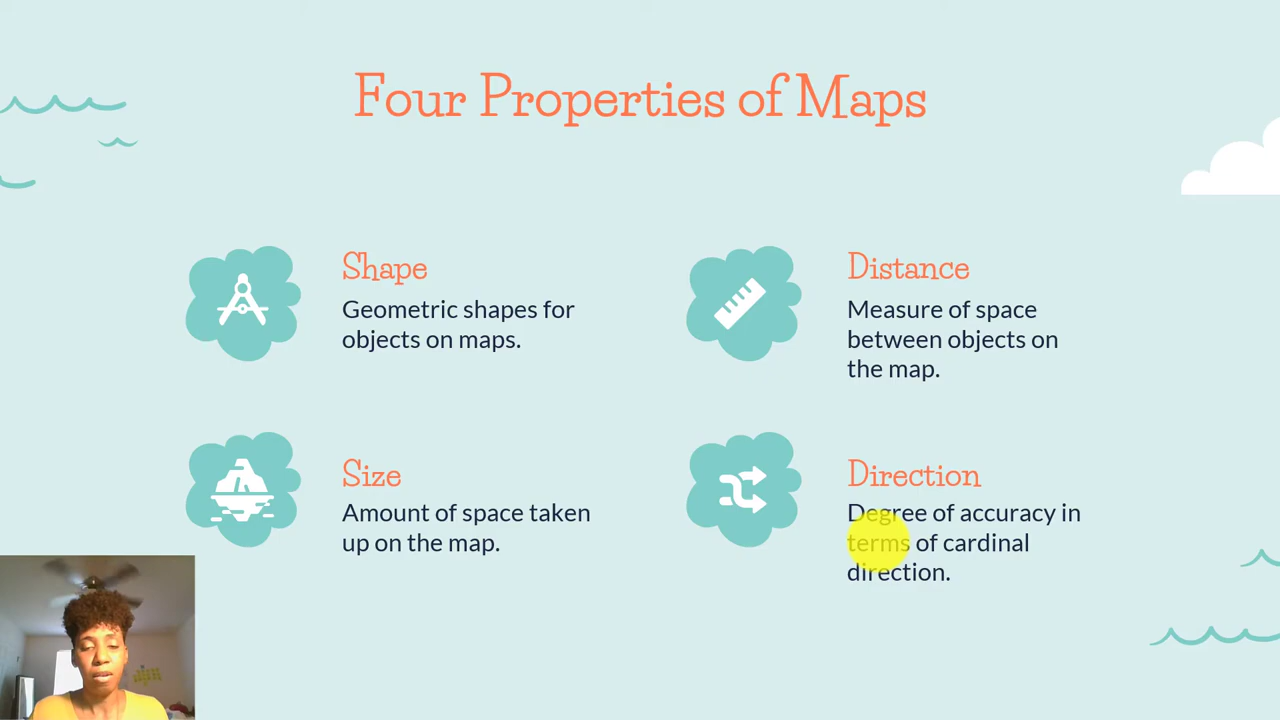 Four Properties of Maps
Shape
Geometric shapes for
objects on maps.
Distance
Measure of space
between objects on
the map.
Size
Amount of space taken
up on the map.
Direction
Degree of accuracy in
terms of cardinal
direction.